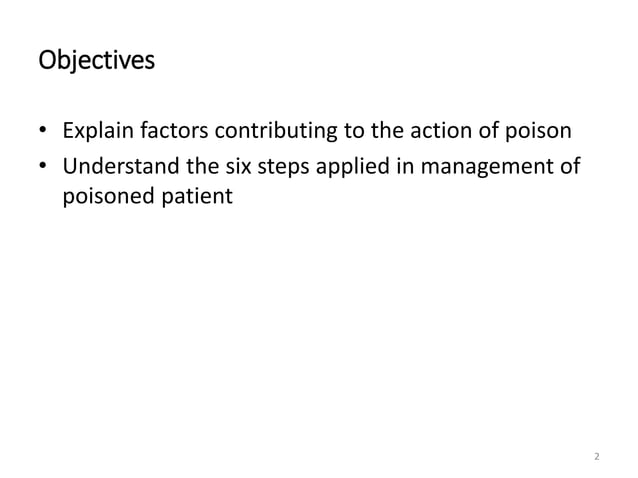 Objectives
• Explain factors contributing to the action of poison
• Understand the six steps applied in management of
poisoned patient
2